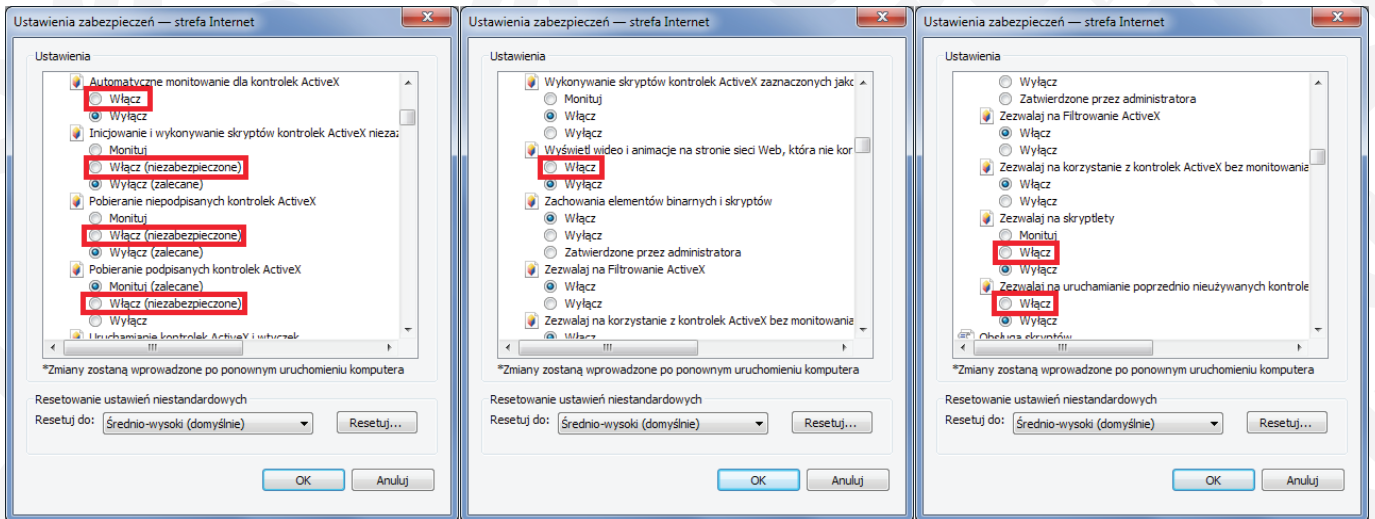 Ustawienia zabezpieczeń — strefa Internet
Ustawienia
Automatyczne monitowanie dla kontrolek ActiveX
Włącz
Wyłącz
Inicjowanie i wykonywanie skryptów kontrolek ActiveX niezaz
Monituj
Włącz (niezabezpieczone)
Wyłącz (zalecane)
Pobieranie niepodpisanych kontrolek ActiveX
Monituj
Włącz (niezabezpieczone)
Wyłącz (zalecane)
Pobieranie podpisanych kontrolek ActiveX
Monituj (zalecane)
Włącz (niezabezpieczone)
Wyłącz
Uruchamianie kontrolek ActiveX i wtyczek
*Zmiany zostaną wprowadzone po ponownym uruchomieniu komputera
Resetowanie ustawień niestandardowych
Resetuj do: Średnio-wysoki (domyślnie) Resetuj...
OK Anuluj
Ustawienia zabezpieczeń — strefa Internet
Ustawienia
Wykonywanie skryptów kontrolek ActiveX zaznaczonych jako
Monituj
Włącz
Wyłącz
Wyświetl wideo i animacje na stronie sieci Web, która nie kor
Włącz
Wyłącz
Zachowania elementów binarnych i skryptów
Włącz
Wyłącz
Zatwierdzone przez administratora
Zezwalaj na Filtrowanie ActiveX
Włącz
Wyłącz
Zezwalaj na korzystanie z kontrolek ActiveX bez monitowania
Włącz
*Zmiany zostaną wprowadzone po ponownym uruchomieniu komputera
Resetowanie ustawień niestandardowych
Resetuj do: Średnio-wysoki (domyślnie) Resetuj...
OK Anuluj
Ustawienia zabezpieczeń — strefa Internet
Ustawienia
Wyłącz
Zatwierdzone przez administratora
Zezwalaj na Filtrowanie ActiveX
Włącz
Wyłącz
Zezwalaj na korzystanie z kontrolek ActiveX bez monitowania
Włącz
Wyłącz
Zezwalaj na skryptlety
Monituj
Włącz
Wyłącz
Zezwalaj na uruchamianie poprzednio nieużywanych kontrole
Włącz
Wyłącz
Obsługa skryptów
*Zmiany zostaną wprowadzone po ponownym uruchomieniu komputera
Resetowanie ustawień niestandardowych
Resetuj do: Średnio-wysoki (domyślnie) Resetuj...
OK Anuluj